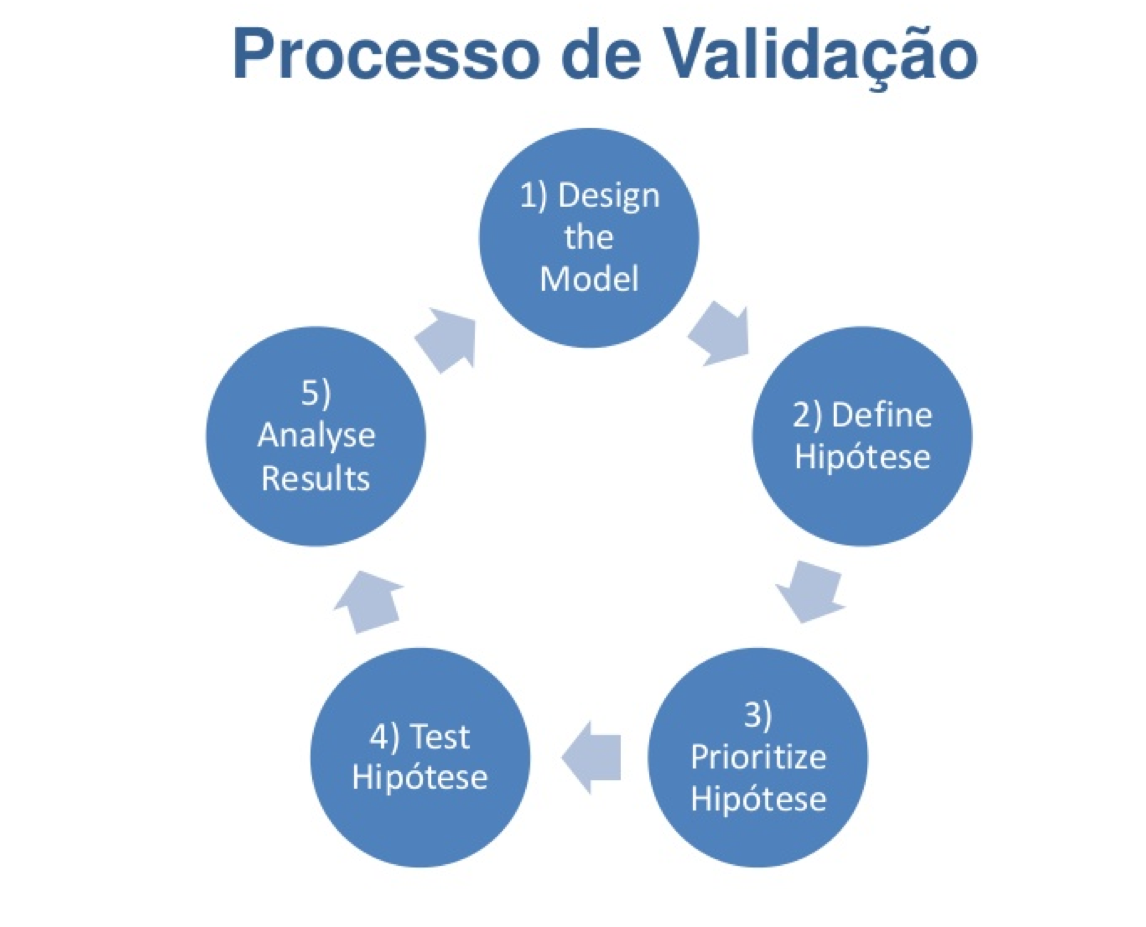 Processo de Validação
1) Design
the
Model
2) Define
Hipótese
3)
Prioritize
Hipótese
4) Test
Hipótese
5)
Analyse
Results